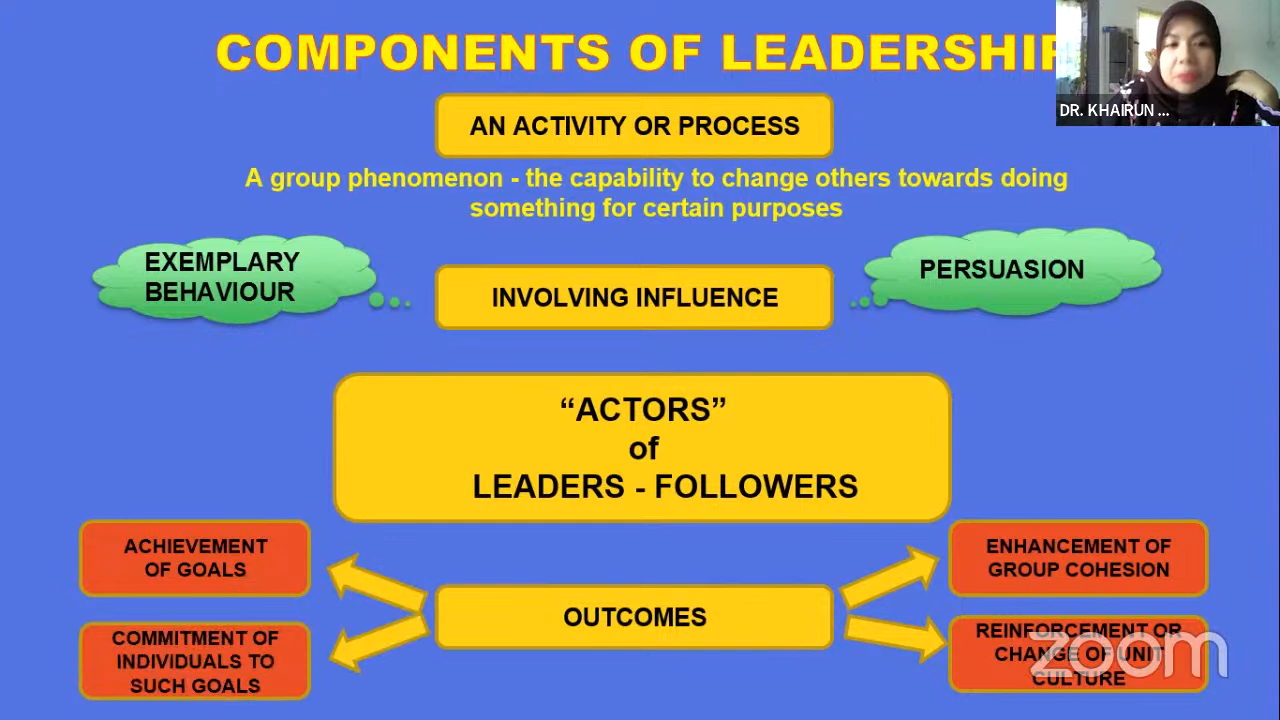 COMPONENTS OF LEADERSHIP
DR. KHAIRUN ...
AN ACTIVITY OR PROCESS
A group phenomenon - the capability to change others towards doing
something for certain purposes
EXEMPLARY
BEHAVIOUR
INVOLVING INFLUENCE
PERSUASION
“ACTORS”
of
LEADERS - FOLLOWERS
ACHIEVEMENT
OF GOALS
ENHANCEMENT OF
GROUP COHESION
OUTCOMES
COMMITMENT OF
INDIVIDUALS TO
SUCH GOALS
REINFORCEMENT OR
CHANGE OF UNIT
CULTURE
zoom